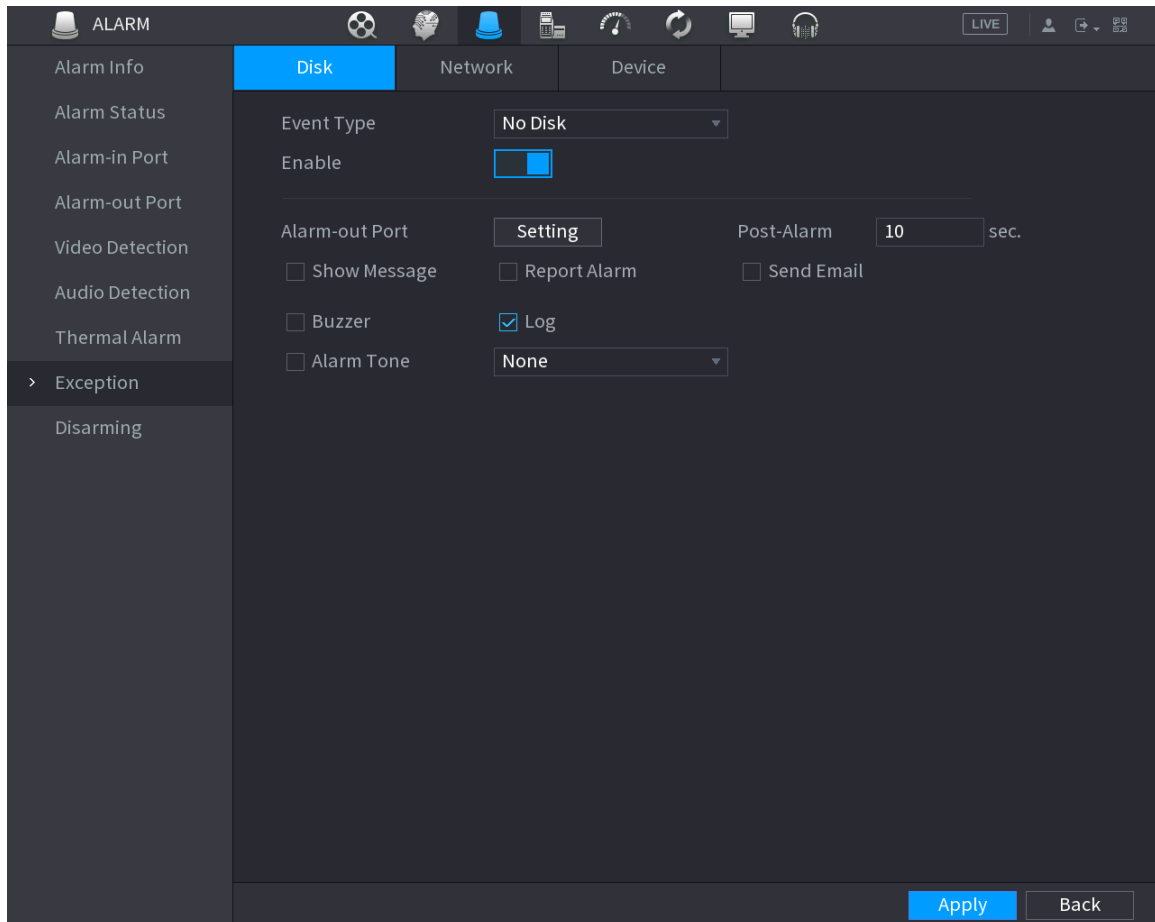 ALARM
LIVE
Alarm Info
Alarm Status
Alarm-in Port
Alarm-out Port
Video Detection
Audio Detection
Thermal Alarm
Exception
Disarming
Disk Network Device
Event Type No Disk
Enable
Alarm-out Port Setting Post-Alarm 10 sec.
Show Message Report Alarm Send Email
Buzzer Log
Alarm Tone None
Apply Back